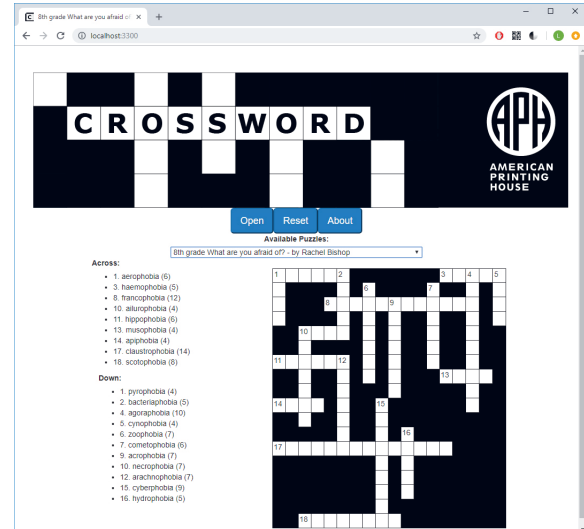 8th grade What are you afraid of
localhost:3300
CROSSWORD
APH
AMERICAN
PRINTING
HOUSE
Open Reset About
Available Puzzles:
8th grade What are you afraid of? - by Rachel Bishop
Across:
1. aerophobia (6)
3. haemophobia (5)
8. francophobia (12)
10. ailurophobia (4)
11. hippophobia (6)
13. musophobia (4)
14. apiphobia (4)
17. claustrophobia (14)
18. scotophobia (8)
Down:
1. pyrophobia (4)
2. bacteriaphobia (5)
4. agoraphobia (10)
5. cynophobia (4)
6. zoophobia (7)
7. cometophobia (6)
9. acrophobia (7)
10. necrophobia (7)
12. arachnophobia (7)
15. cyberphobia (9)
16. hydrophobia (5)
1 2 3 4 5
6 7
8 9
10
11 12
13
14 15
16
17
18